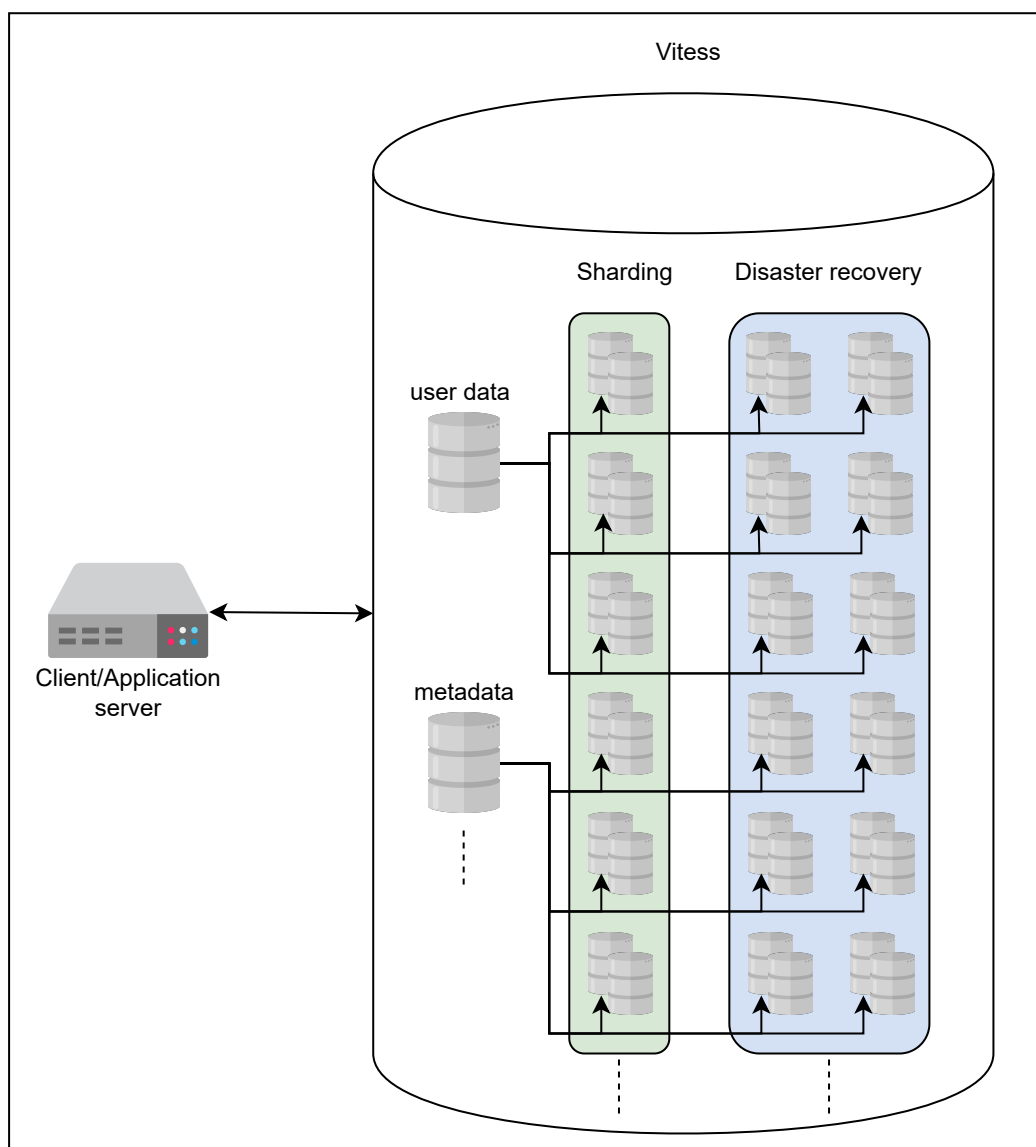 Vitess
Sharding
Disaster recovery
user data
Client/Application
server
metadata